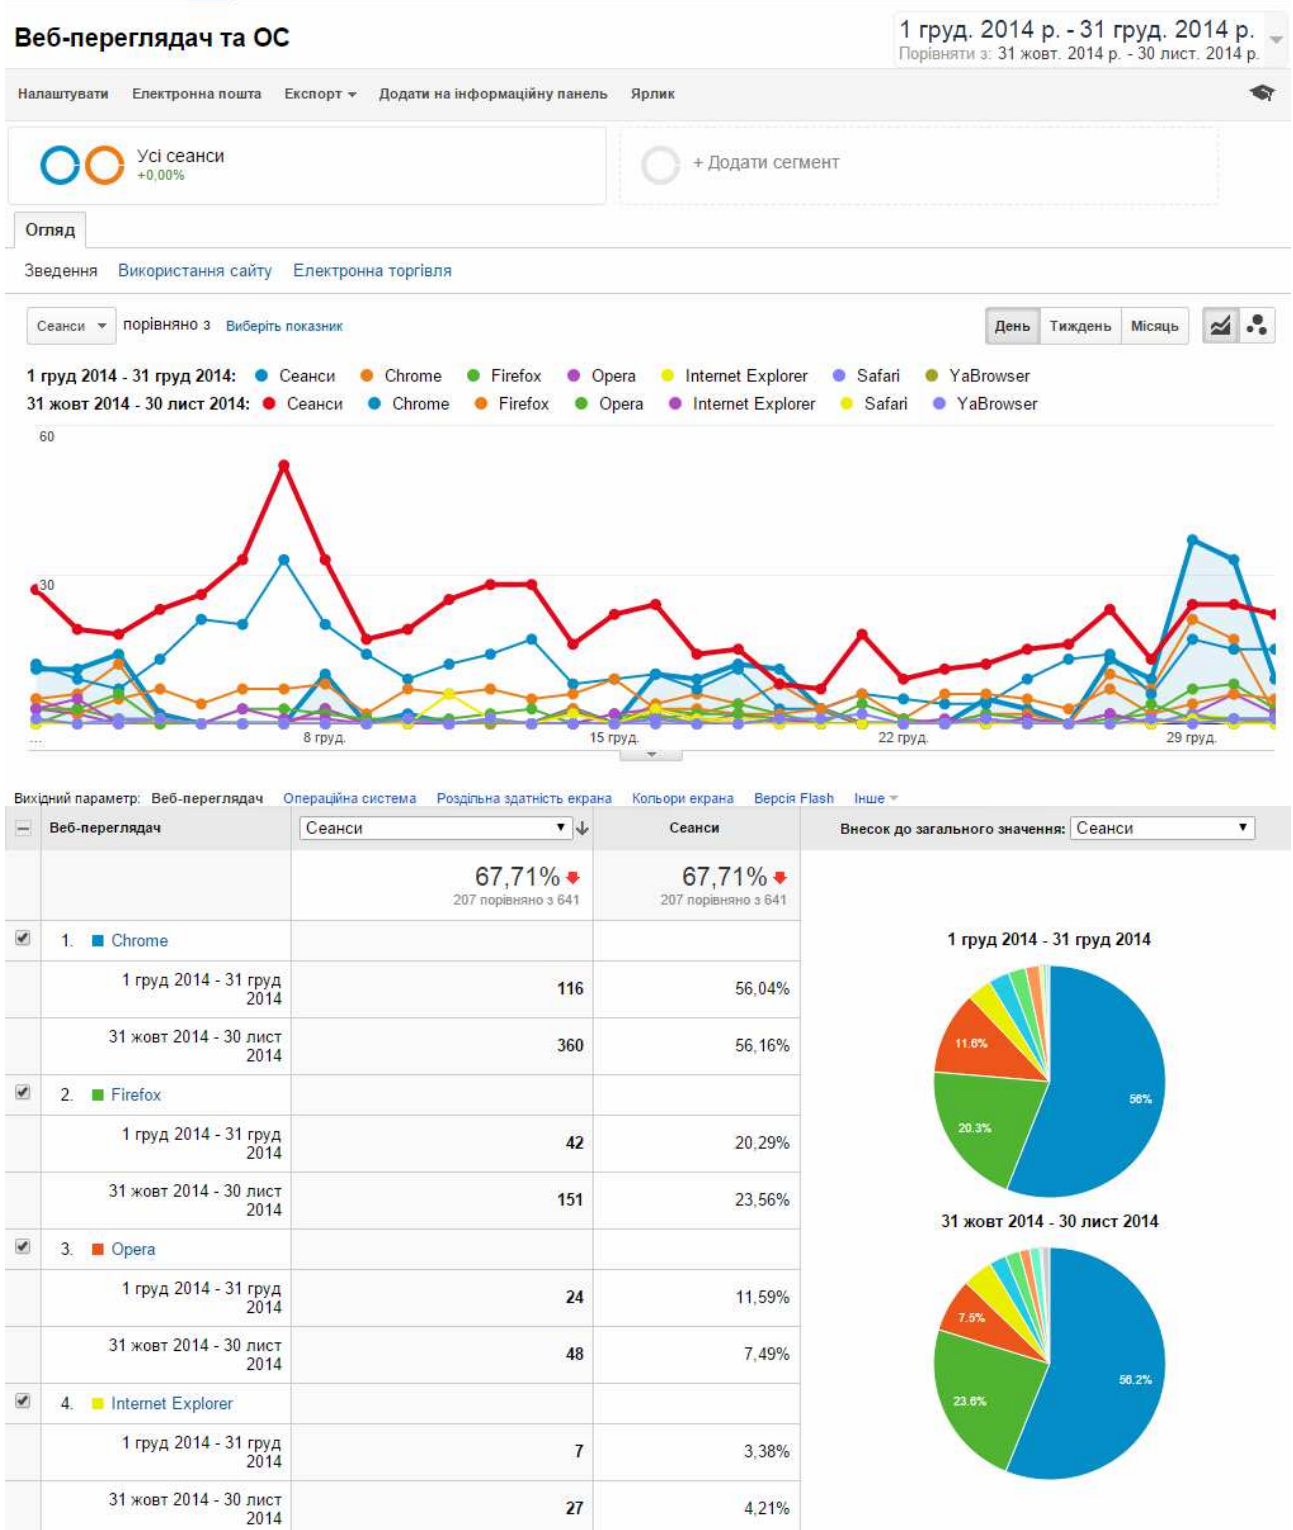 Веб-переглядач та ОС
1 груд. 2014 р. - 31 груд. 2014 р.
Порівняти з: 31 жовт. 2014 р. - 30 лист. 2014 р.
Налаштувати Електронна пошта Експорт Додати на інформаційну панель Ярлик
Усі сеанси
+0,00%
+ Додати сегмент
Огляд
Зведення Використання сайту Електронна торгівля
Сеанси порівняно з Виберіть показник
День Тиждень Місяць
1 груд 2014 - 31 груд 2014: Сеанси Chrome Firefox Opera Internet Explorer Safari YaBrowser
31 жовт 2014 - 30 лист 2014: Сеанси Chrome Firefox Opera Internet Explorer Safari YaBrowser
60
30
... 8 груд. 15 груд. 22 груд. 29 груд.
Вихідний параметр: Веб-переглядач Операційна система Роздільна здатність екрана Кольори екрана Версія Flash Інше
Веб-переглядач Сеанси Сеанси Внесок до загального значення: Сеанси
67,71% 67,71%
207 порівняно з 641 207 порівняно з 641
1. Chrome
1 груд 2014 - 31 груд
2014
116 56,04%
31 жовт 2014 - 30 лист
2014
360 56,16%
2. Firefox
1 груд 2014 - 31 груд
2014
42 20,29%
31 жовт 2014 - 30 лист
2014
151 23,56%
3. Opera
1 груд 2014 - 31 груд
2014
24 11,59%
31 жовт 2014 - 30 лист
2014
48 7,49%
4. Internet Explorer
1 груд 2014 - 31 груд
2014
7 3,38%
31 жовт 2014 - 30 лист
2014
27 4,21%
1 груд 2014 - 31 груд 2014
11.6%
56%
20.3%
31 жовт 2014 - 30 лист 2014
7.5%
56.2%
23.6%